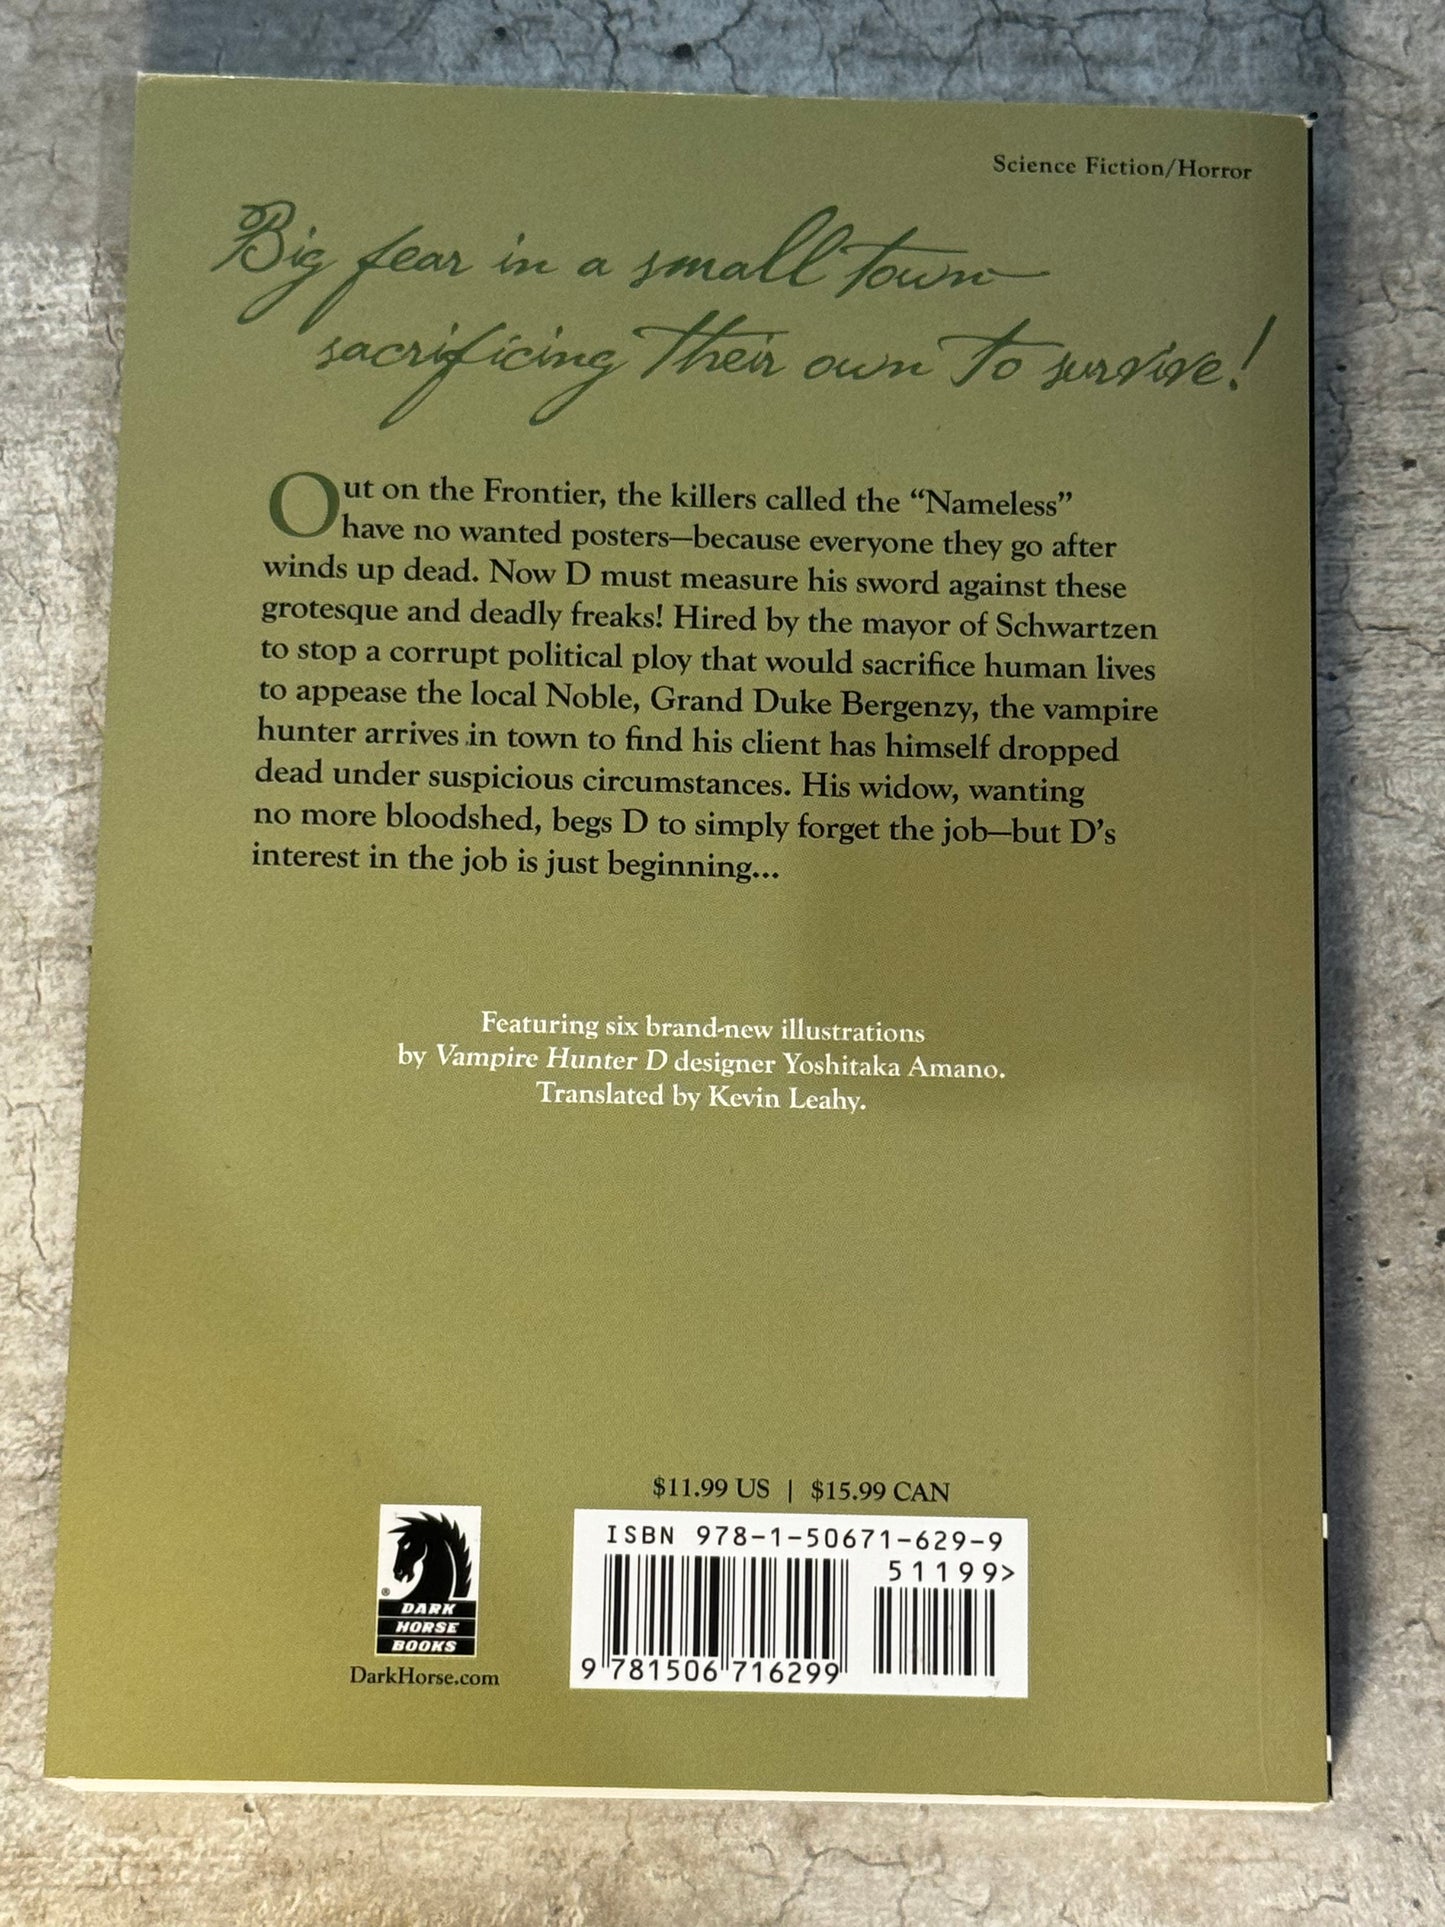 Science Fiction/Horror
Big fear in a small town
sacrificing their own to survive!
Out on the Frontier, the killers called the “Nameless”
have no wanted posters—because everyone they go after
winds up dead. Now D must measure his sword against these
grotesque and deadly freaks! Hired by the mayor of Schwartzen
to stop a corrupt political ploy that would sacrifice human lives
to appease the local Noble, Grand Duke Bergenzy, the vampire
hunter arrives in town to find his client has himself dropped
dead under suspicious circumstances. His widow, wanting
no more bloodshed, begs D to simply forget the job—but D’s
interest in the job is just beginning...
Featuring six brand-new illustrations
by Vampire Hunter D designer Yoshitaka Amano.
Translated by Kevin Leahy.
$11.99 US | $15.99 CAN
ISBN 978-1-50671-629-9
51199>
9 781506 716299
®
DARK
HORSE
BOOKS
DarkHorse.com